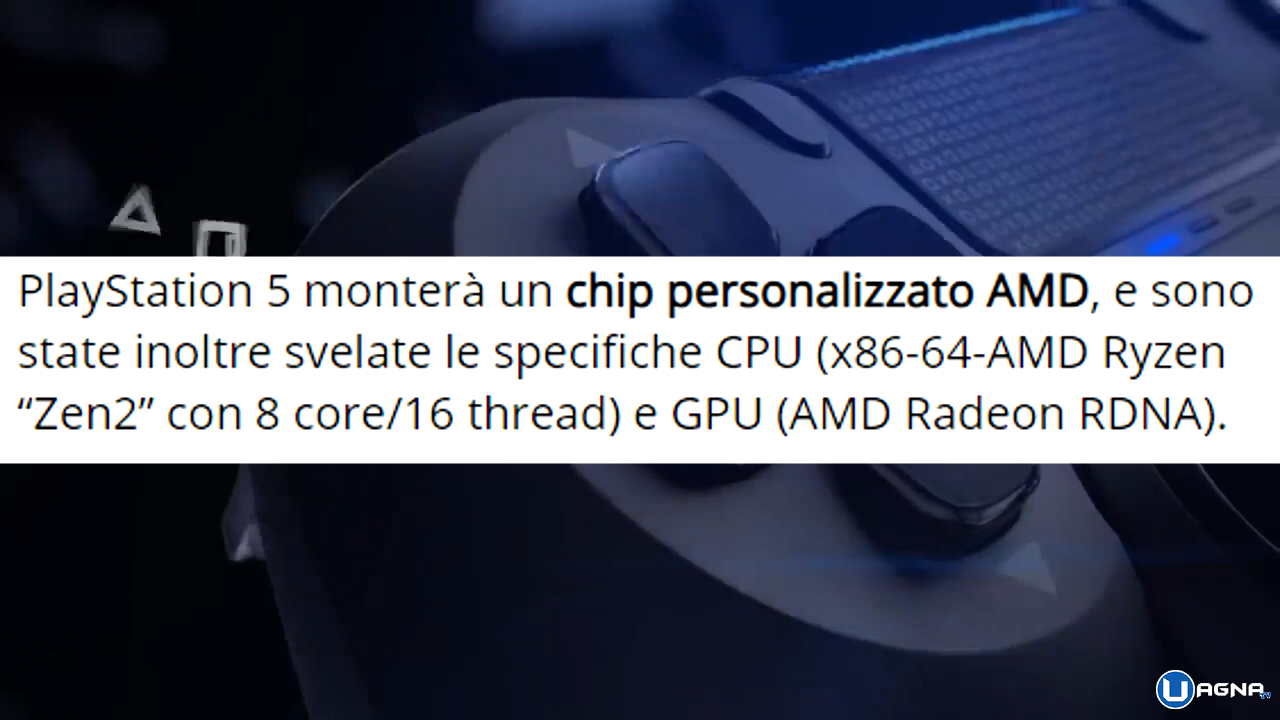 PlayStation 5 monterà un chip personalizzato AMD, e sono
state inoltre svelate le specifiche CPU (x86-64-AMD Ryzen
“Zen2” con 8 core/16 thread) e GPU (AMD Radeon RDNA).
UAGNA TV